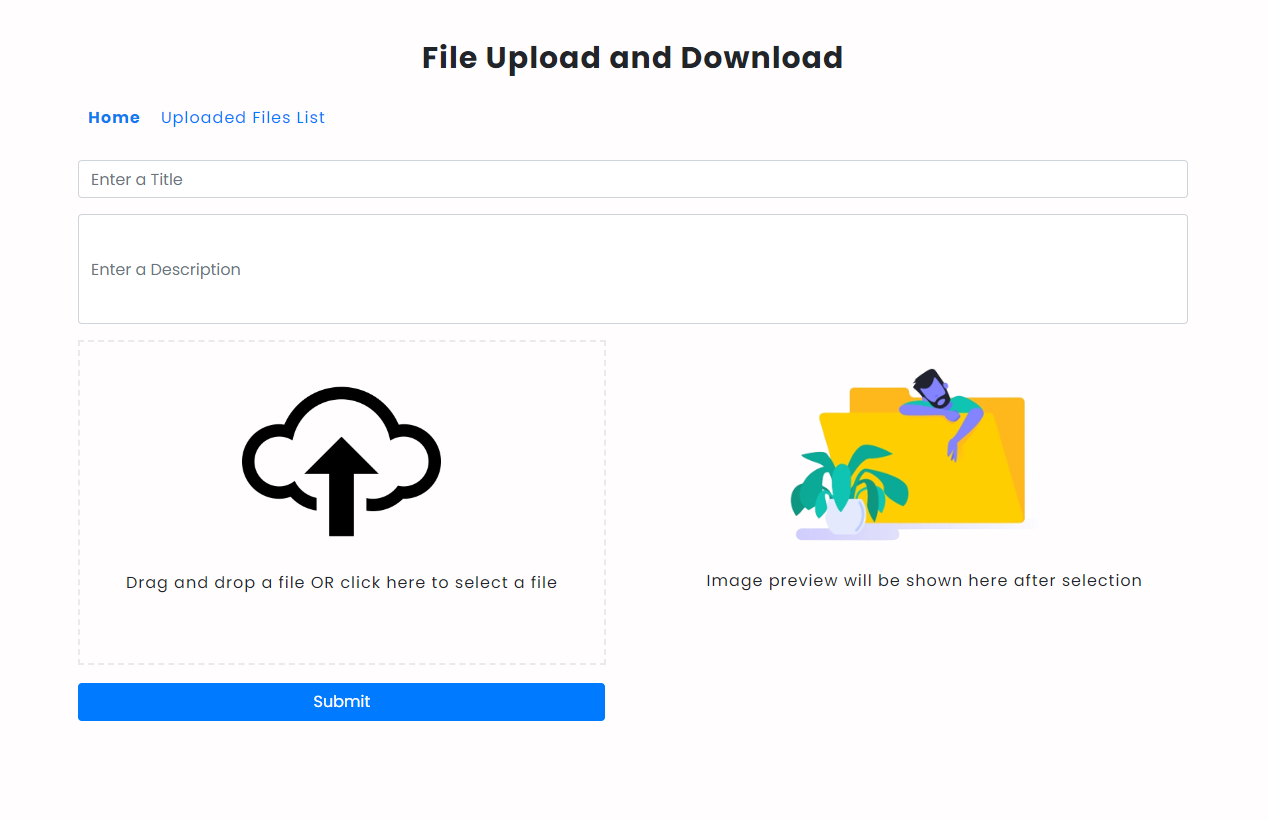 File Upload and Download
Home Uploaded Files List
Enter a Title
Enter a Description
Drag and drop a file OR click here to select a file
Image preview will be shown here after selection
Submit